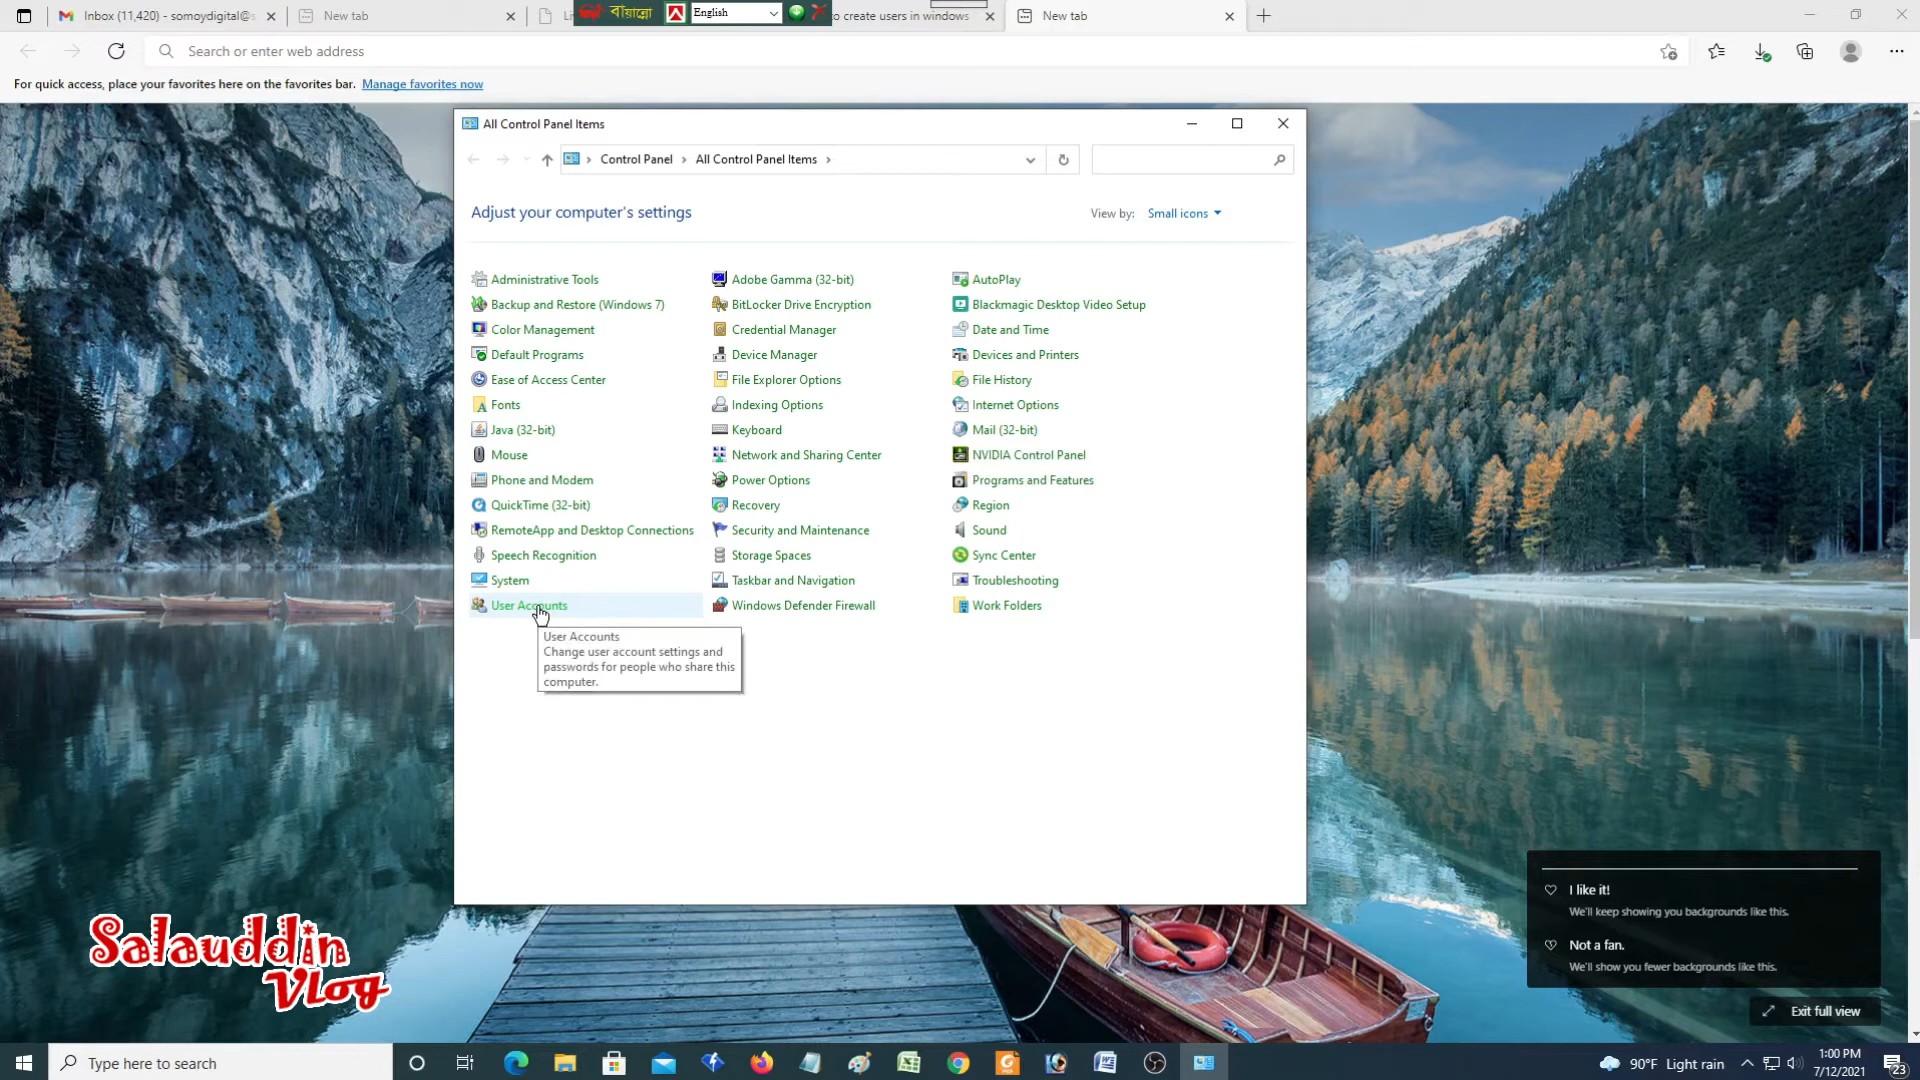 Inbox (11,420) - somoydigital@s
New tab
বাঁয়ান্নো
English
to create users in windows
New tab
Search or enter web address
For quick access, place your favorites here on the favorites bar. Manage favorites now
All Control Panel Items
Control Panel
All Control Panel Items
Adjust your computer's settings
View by: Small icons
Administrative Tools
Adobe Gamma (32-bit)
AutoPlay
Backup and Restore (Windows 7)
BitLocker Drive Encryption
Blackmagic Desktop Video Setup
Color Management
Credential Manager
Date and Time
Default Programs
Device Manager
Devices and Printers
Ease of Access Center
File Explorer Options
File History
Fonts
Indexing Options
Internet Options
Java (32-bit)
Keyboard
Mail (32-bit)
Mouse
Network and Sharing Center
NVIDIA Control Panel
Phone and Modem
Power Options
Programs and Features
QuickTime (32-bit)
Recovery
Region
RemoteApp and Desktop Connections
Security and Maintenance
Sound
Speech Recognition
Storage Spaces
Sync Center
System
Taskbar and Navigation
Troubleshooting
User Accounts
Windows Defender Firewall
Work Folders
User Accounts
Change user account settings and
passwords for people who share this
computer.
I like it!
We'll keep showing you backgrounds like this.
Not a fan.
We'll show you fewer backgrounds like this.
Exit full view
Salauddin
Vlog
Type here to search
90°F Light rain
1:00 PM
7/12/2021
23